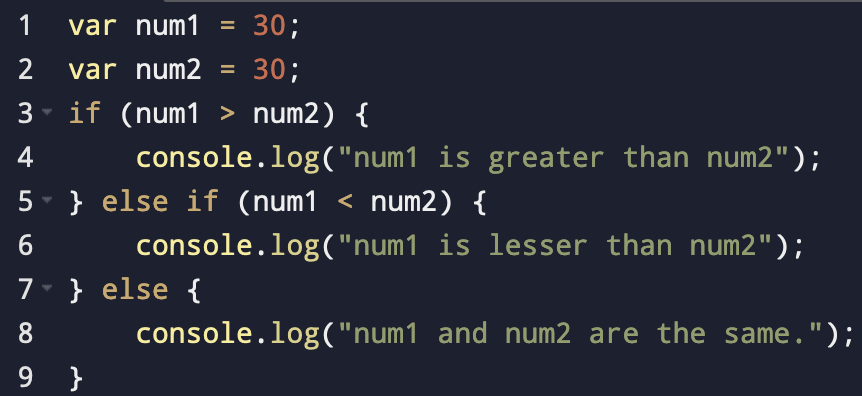 1 var num1 = 30;
2 var num2 = 30;
3 if (num1 > num2) {
4     console.log("num1 is greater than num2");
5 } else if (num1 < num2) {
6     console.log("num1 is lesser than num2");
7 } else {
8     console.log("num1 and num2 are the same.");
9 }